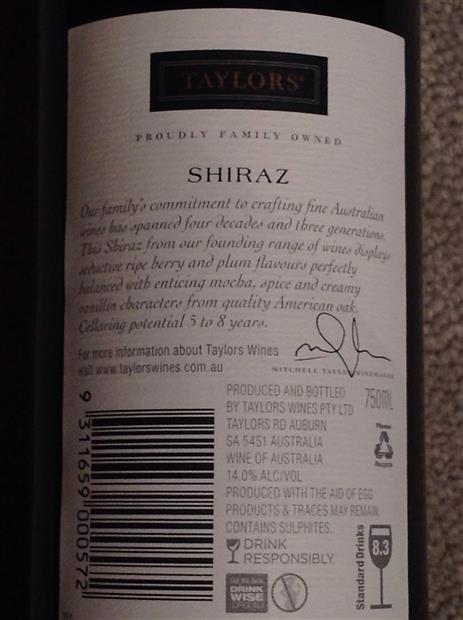 TAYLORS®
PROUDLY FAMILY OWNED
SHIRAZ
Our family's commitment to crafting fine Australian
wines has spanned four decades and three generations.
This Shiraz from our founding range of wines displays
seductive ripe berry and plum flavours perfectly
balanced with enticing mocha, spice and creamy
vanillin characters from quality American oak.
Cellaring potential 5 to 8 years.
For more information about Taylors Wines
visit www.taylorswines.com.au
MITCHELL TAYLOR WINEMAKER
PRODUCED AND BOTTLED
BY TAYLORS WINES PTY LTD
750mL
TAYLORS RD AUBURN
SA 5451 AUSTRALIA
WINE OF AUSTRALIA
14.0% ALC/VOL
Please
Recycle
PRODUCED WITH THE AID OF EGG
PRODUCTS & TRACES MAY REMAIN.
CONTAINS SULPHITES.
DRINK
RESPONSIBLY
DRINK
WISE
Standard Drinks
8.3
9 311659 000572